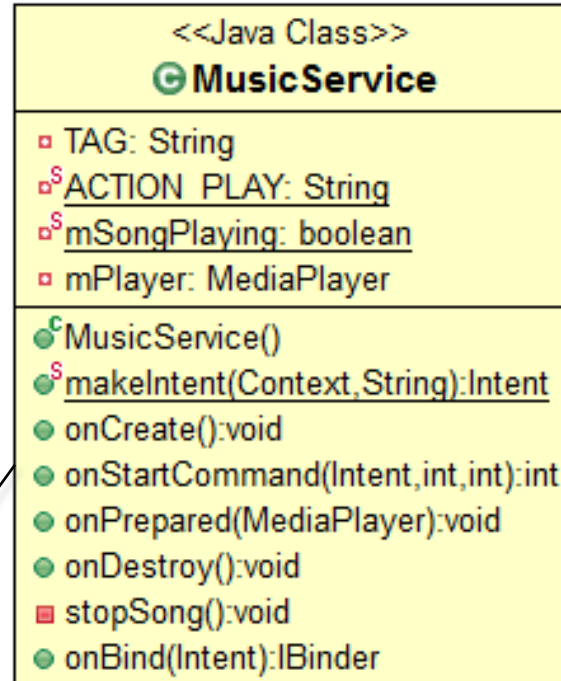 <<Java Class>>
C MusicService
TAG: String
S ACTION_PLAY: String
S mSongPlaying: boolean
mPlayer: MediaPlayer
C MusicService()
S makeIntent(Context,String):Intent
onCreate():void
onStartCommand(Intent,int,int):int
onPrepared(MediaPlayer):void
onDestroy():void
stopSong():void
onBind(Intent):IBinder